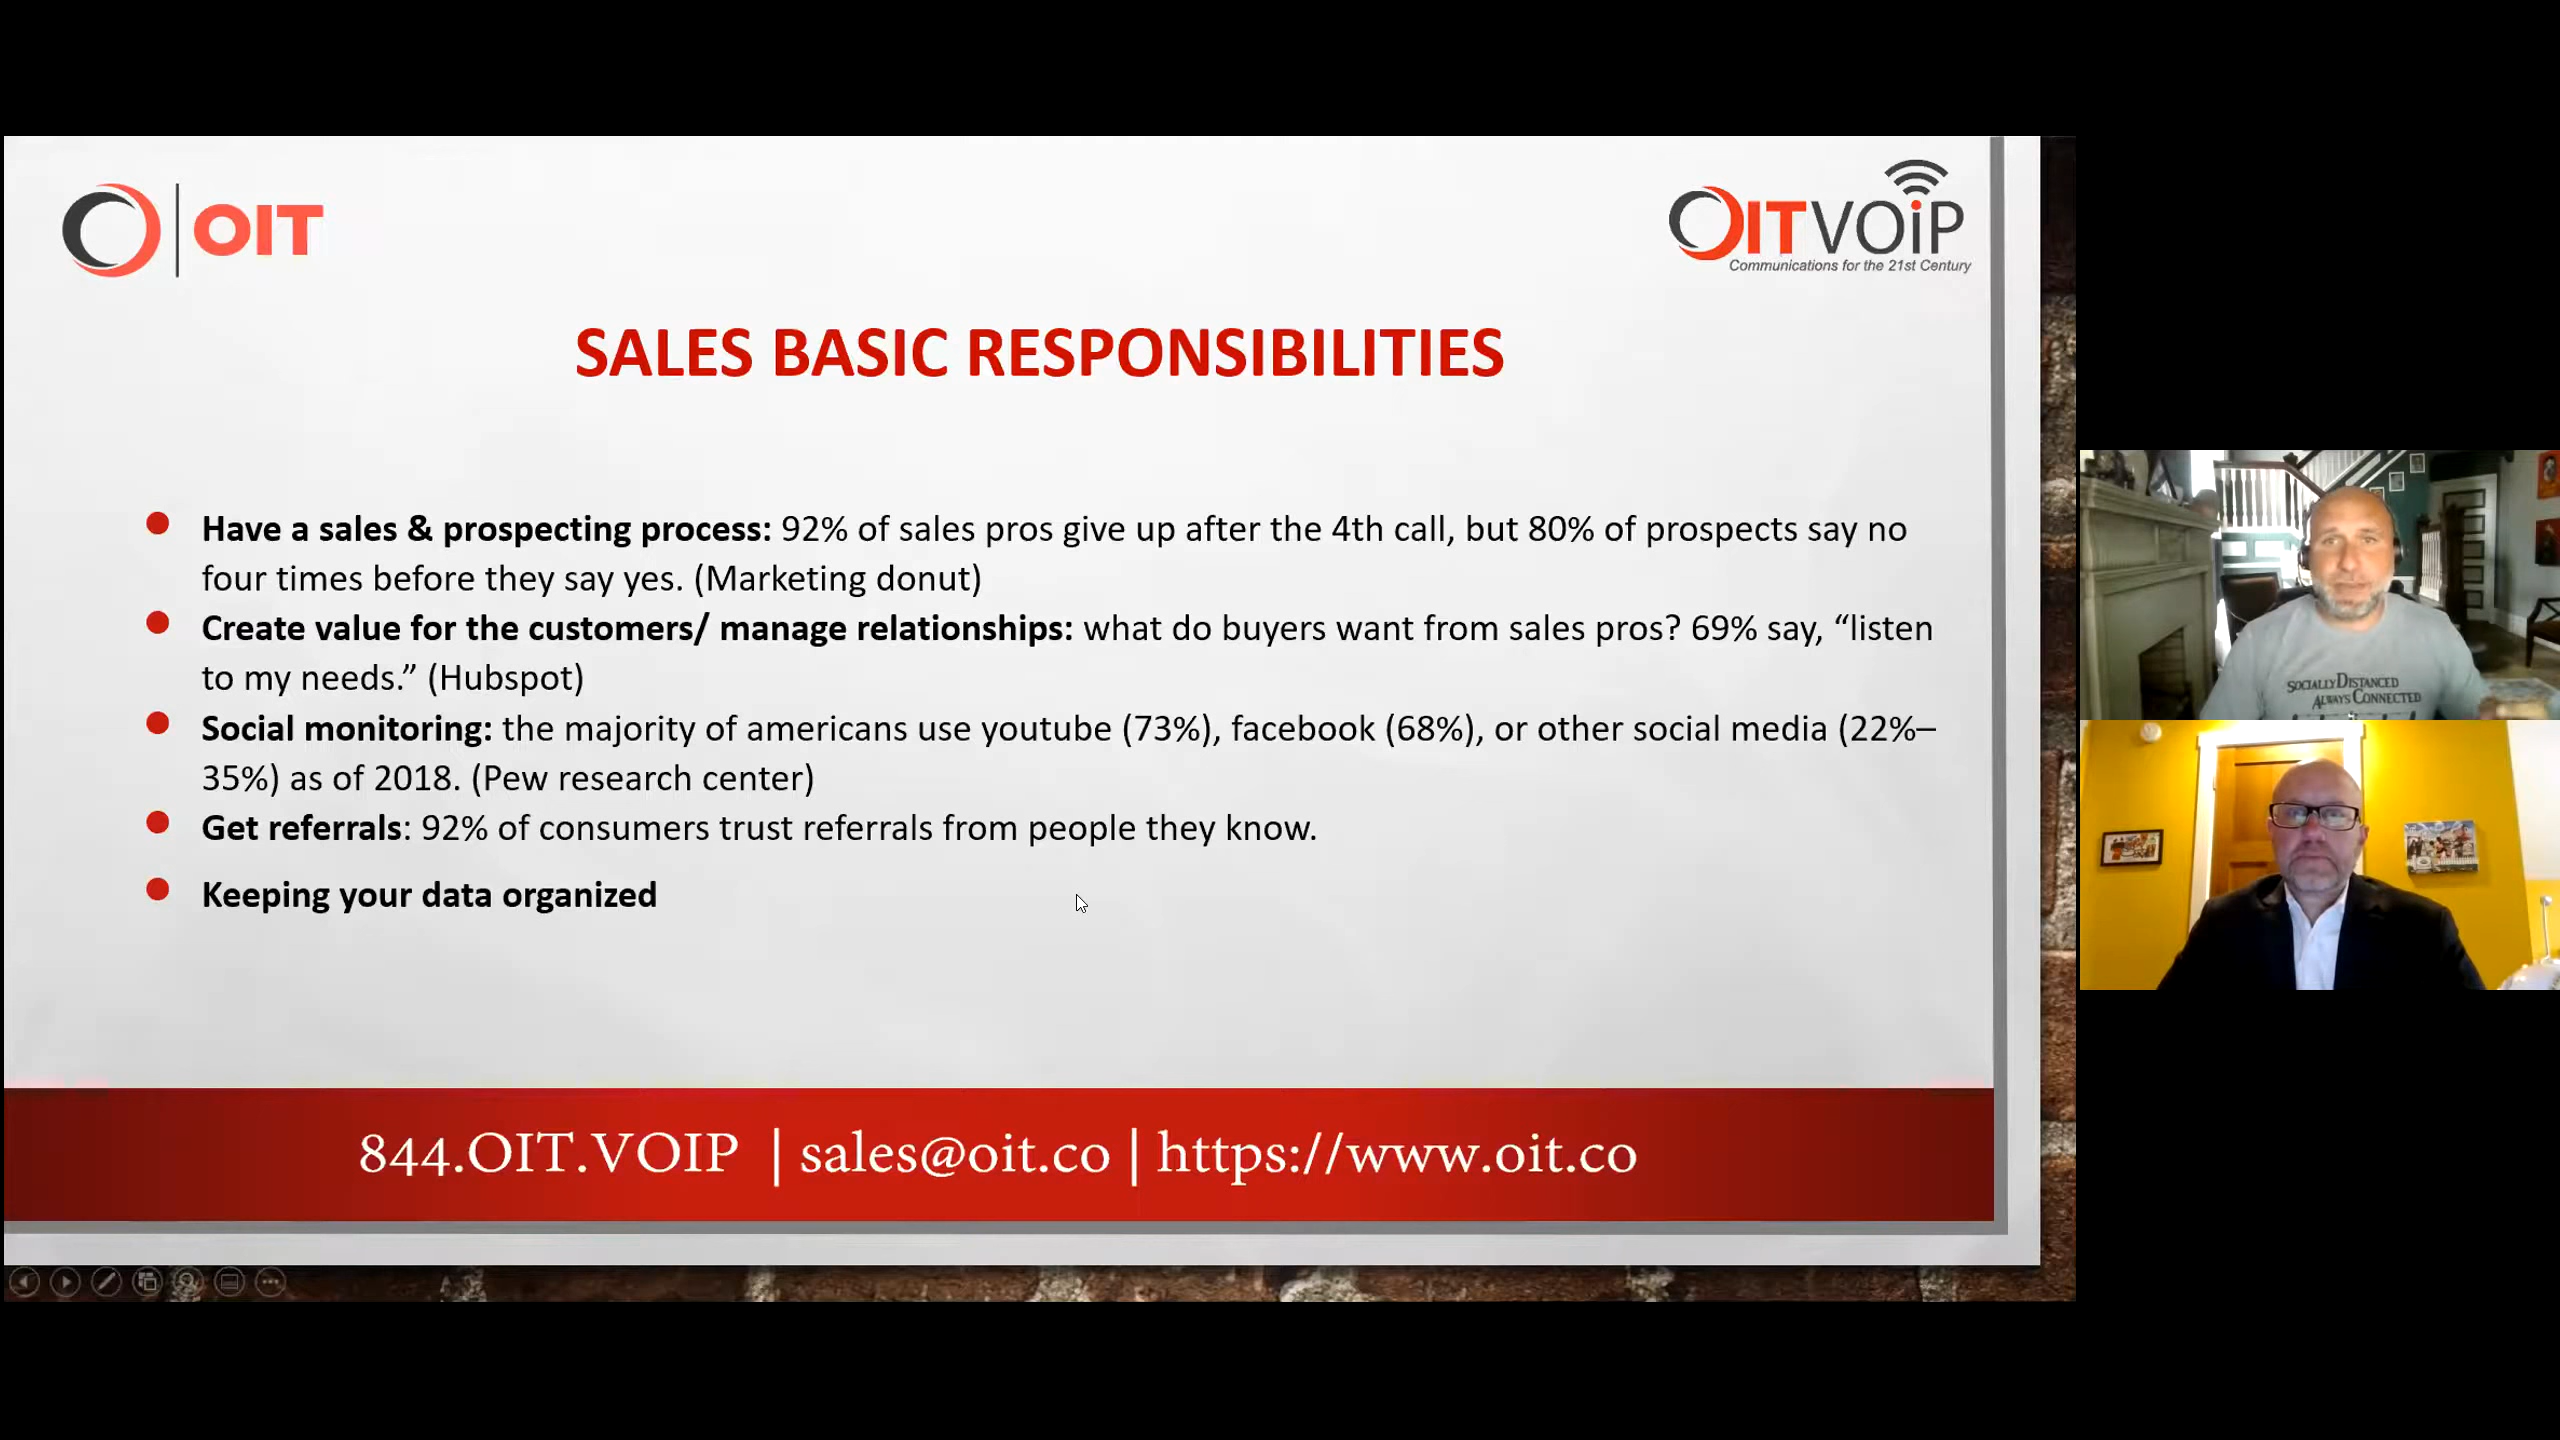 OIT
OITVOiP
Communications for the 21st Century
SALES BASIC RESPONSIBILITIES
Have a sales & prospecting process: 92% of sales pros give up after the 4th call, but 80% of prospects say no
four times before they say yes. (Marketing donut)
Create value for the customers/ manage relationships: what do buyers want from sales pros? 69% say, “listen
to my needs.” (Hubspot)
Social monitoring: the majority of americans use youtube (73%), facebook (68%), or other social media (22%–
35%) as of 2018. (Pew research center)
Get referrals: 92% of consumers trust referrals from people they know.
Keeping your data organized
844.OIT.VOIP | sales@oit.co | https://www.oit.co
SOCIALLY DISTANCED
ALWAYS CONNECTED